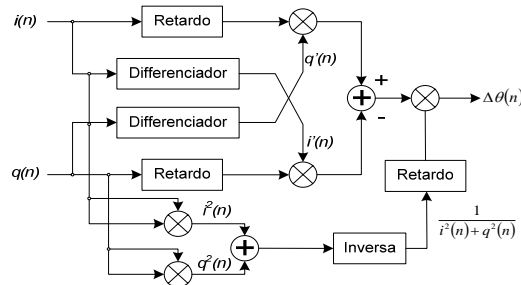 i(n)
Retardo
q'(n)
Differenciador
+
Δθ(n)
Differenciador
-
i'(n)
q(n)
Retardo
Retardo
i²(n)
1
i²(n)+q²(n)
Inversa
q²(n)